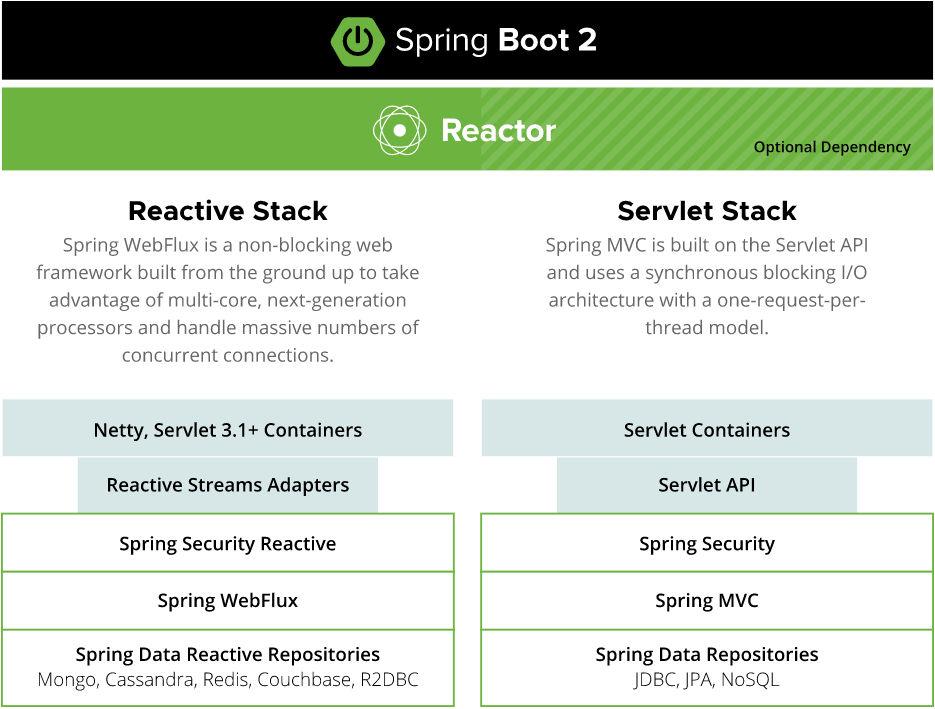 Spring Boot 2
Reactor
Optional Dependency
Reactive Stack
Spring WebFlux is a non-blocking web
framework built from the ground up to take
advantage of multi-core, next-generation
processors and handle massive numbers of
concurrent connections.
Netty, Servlet 3.1+ Containers
Reactive Streams Adapters
Spring Security Reactive
Spring WebFlux
Spring Data Reactive Repositories
Mongo, Cassandra, Redis, Couchbase, R2DBC
Servlet Stack
Spring MVC is built on the Servlet API
and uses a synchronous blocking I/O
architecture with a one-request-per-
thread model.
Servlet Containers
Servlet API
Spring Security
Spring MVC
Spring Data Repositories
JDBC, JPA, NoSQL